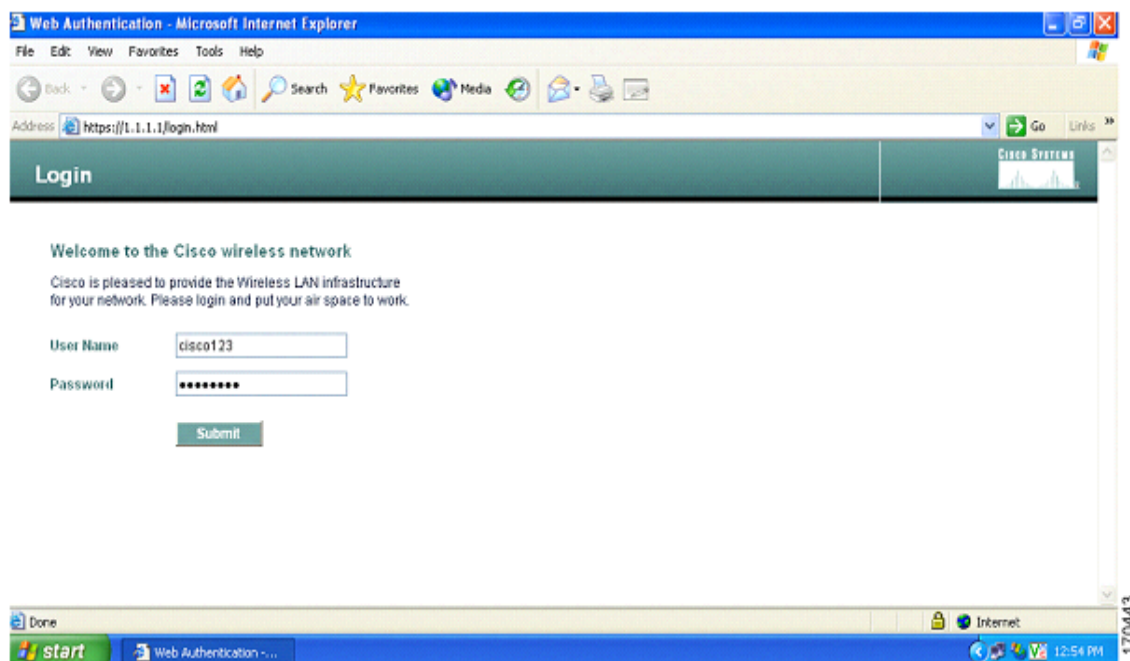 Web Authentication - Microsoft Internet Explorer
File Edit View Favorites Tools Help
Back Search Favorites Media
Address https://1.1.1.1/login.html Go Links »
Login
CISCO SYSTEMS
Welcome to the Cisco wireless network
Cisco is pleased to provide the Wireless LAN infrastructure
for your network. Please login and put your air space to work.
User Name cisco123
Password ••••••••
Submit
Done Internet
start Web Authentication -... 12:54 PM
170443